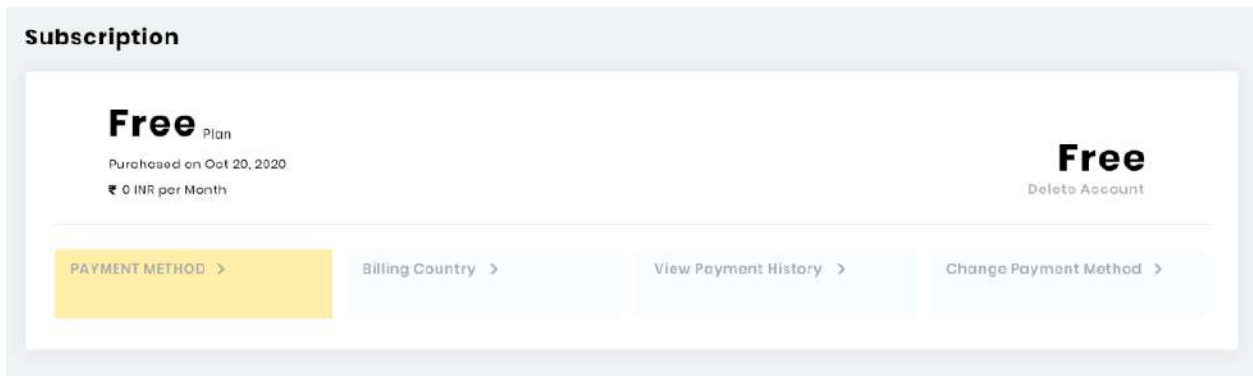 Subscription
Free Plan
Purchased on Oct 20, 2020
₹ 0 INR per Month
Free
Delete Account
PAYMENT METHOD >
Billing Country >
View Payment History >
Change Payment Method >